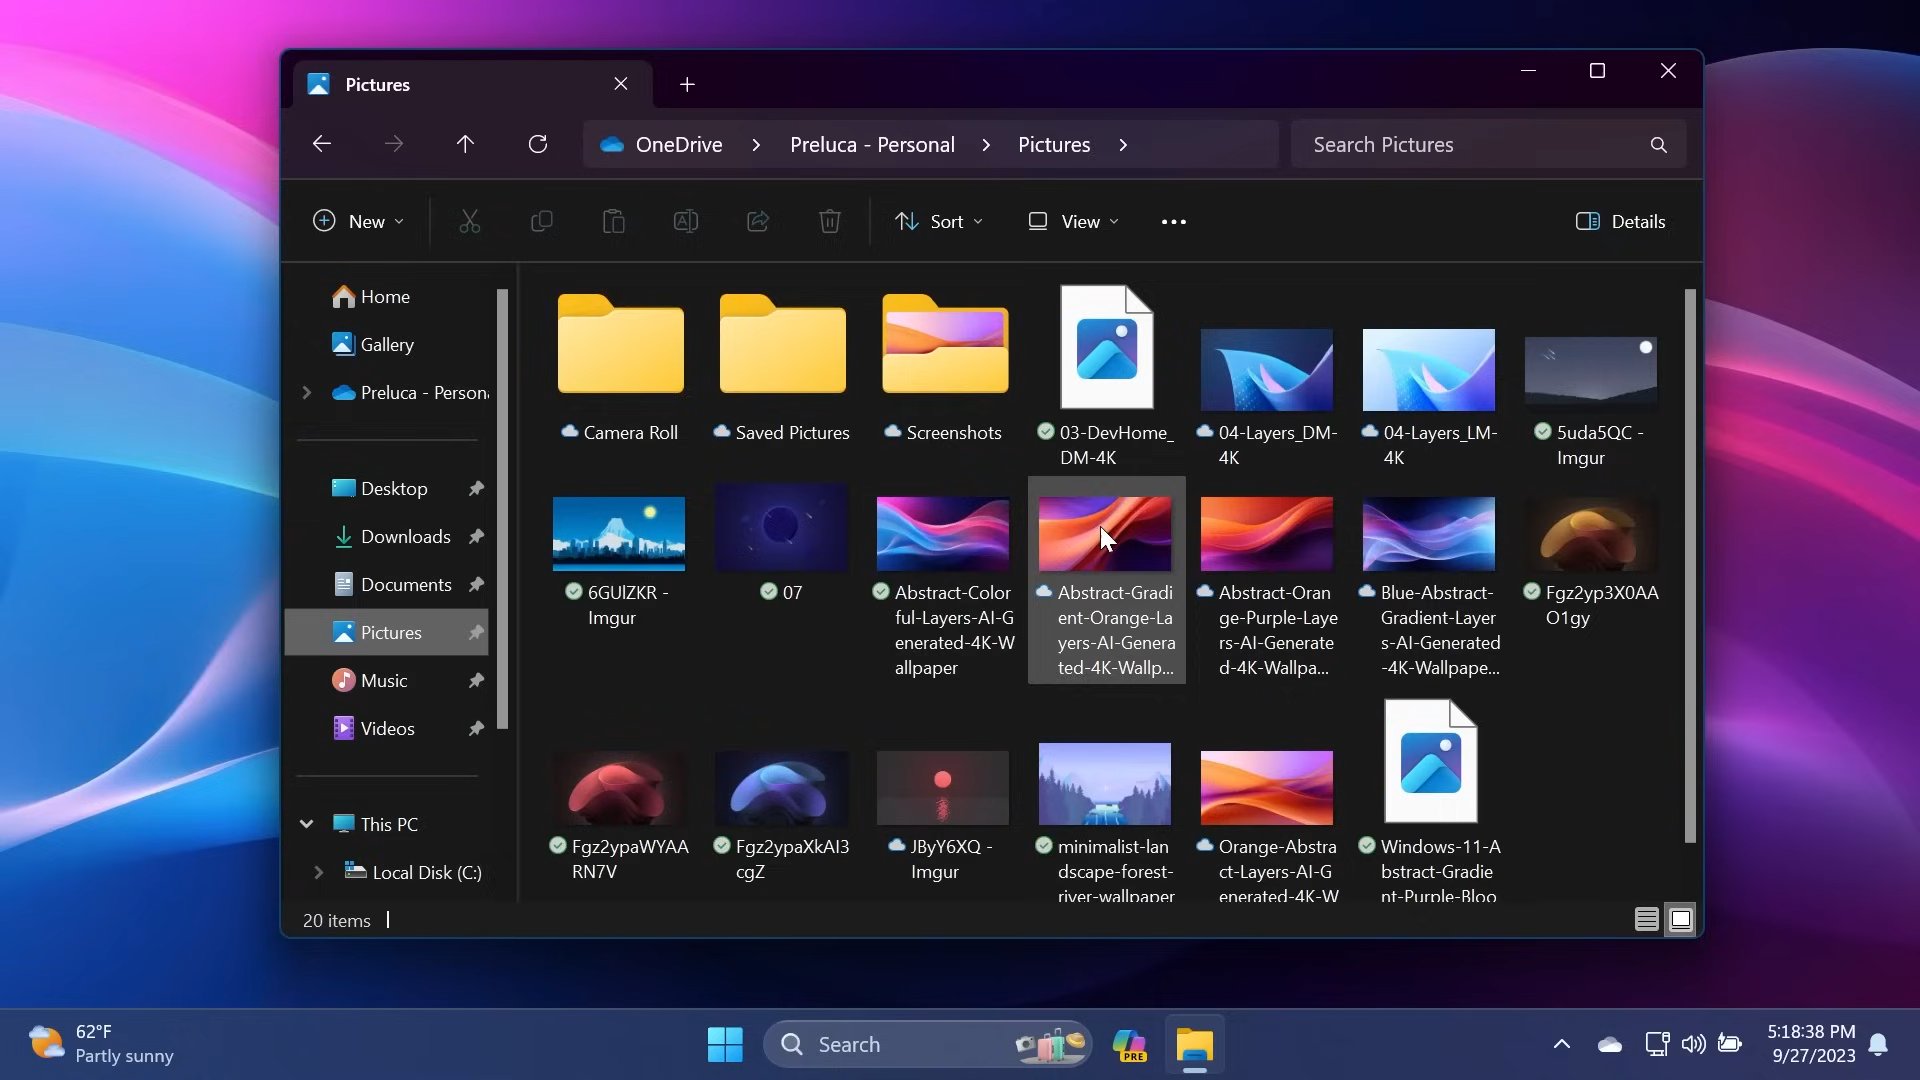 Pictures
OneDrive
Preluca - Personal
Pictures
Search Pictures
New
Sort
View
Details
Home
Gallery
Preluca - Person
Desktop
Downloads
Documents
Pictures
Music
Videos
This PC
Local Disk (C:)
Camera Roll
Saved Pictures
Screenshots
03-DevHome_
DM-4K
04-Layers_DM-
4K
04-Layers_LM-
4K
5uda5QC -
Imgur
6GUlZKR -
Imgur
07
Abstract-Color
ful-Layers-AI-G
enerated-4K-W
allpaper
Abstract-Gradi
ent-Orange-La
yers-AI-Genera
ted-4K-Wallp...
Abstract-Oran
ge-Purple-Laye
rs-AI-Generate
d-4K-Wallpa...
Blue-Abstract-
Gradient-Layer
s-AI-Generated
-4K-Wallpape...
Fgz2yp3X0AA
O1gy
Fgz2ypaWYAA
RN7V
Fgz2ypaXkAI3
cgZ
JByY6XQ -
Imgur
minimalist-lan
dscape-forest-
river-wallpaper
Orange-Abstra
ct-Layers-AI-G
enerated-4K-W
Windows-11-A
bstract-Gradie
nt-Purple-Bloo
20 items
62°F
Partly sunny
Search
PRE
5:18:38 PM
9/27/2023